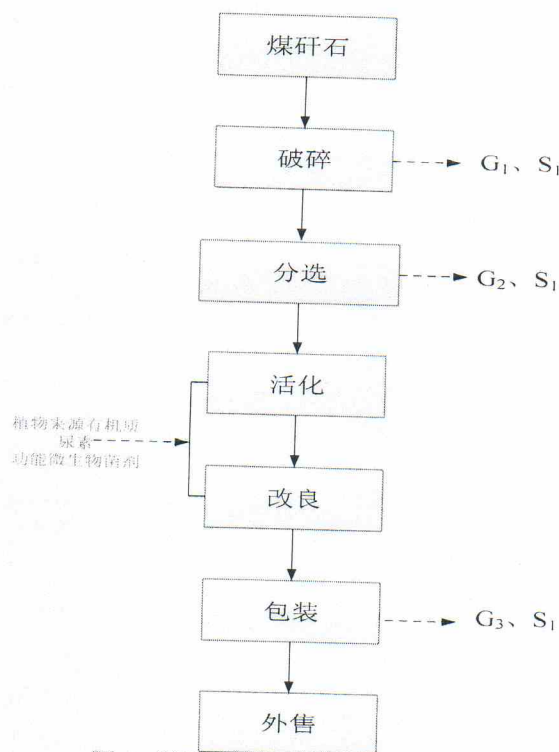 煤矸石
破碎
G₁、S₁
分选
G₂、S₁
活化
植物来源有机质
尿素
功能微生物菌剂
改良
包装
G₃、S₁
外售